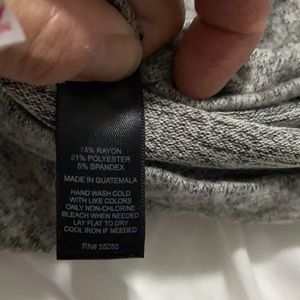 74% RAYON
21% POLYESTER
5% SPANDEX
MADE IN GUATEMALA
HAND WASH COLD
WITH LIKE COLORS
ONLY NON-CHLORINE
BLEACH WHEN NEEDED
LAY FLAT TO DRY
COOL IRON IF NEEDED
RN# 55285